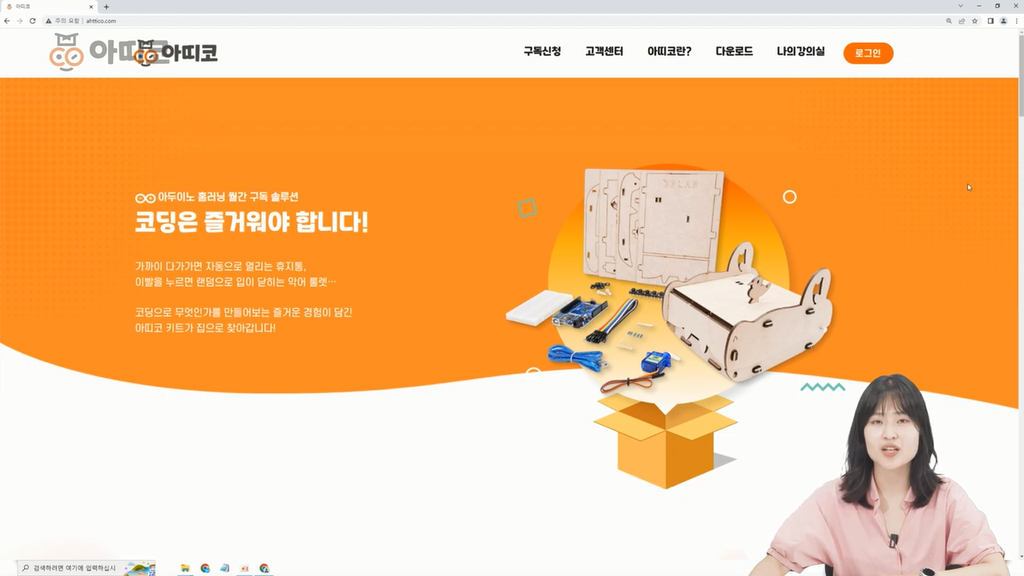 아띠코
주의 요함
ahttico.com
아띠코
아띠코
구독신청
고객센터
아띠코란?
다운로드
나의강의실
로그인
아두이노 홈러닝 월간 구독 솔루션
코딩은 즐거워야 합니다!
가까이 다가가면 자동으로 열리는 휴지통,
이빨을 누르면 랜덤으로 입이 닫히는 악어 룰렛…
코딩으로 무엇인가를 만들어보는 즐거운 경험이 담긴
아띠코 키트가 집으로 찾아갑니다!
검색하려면 여기에 입력하십시